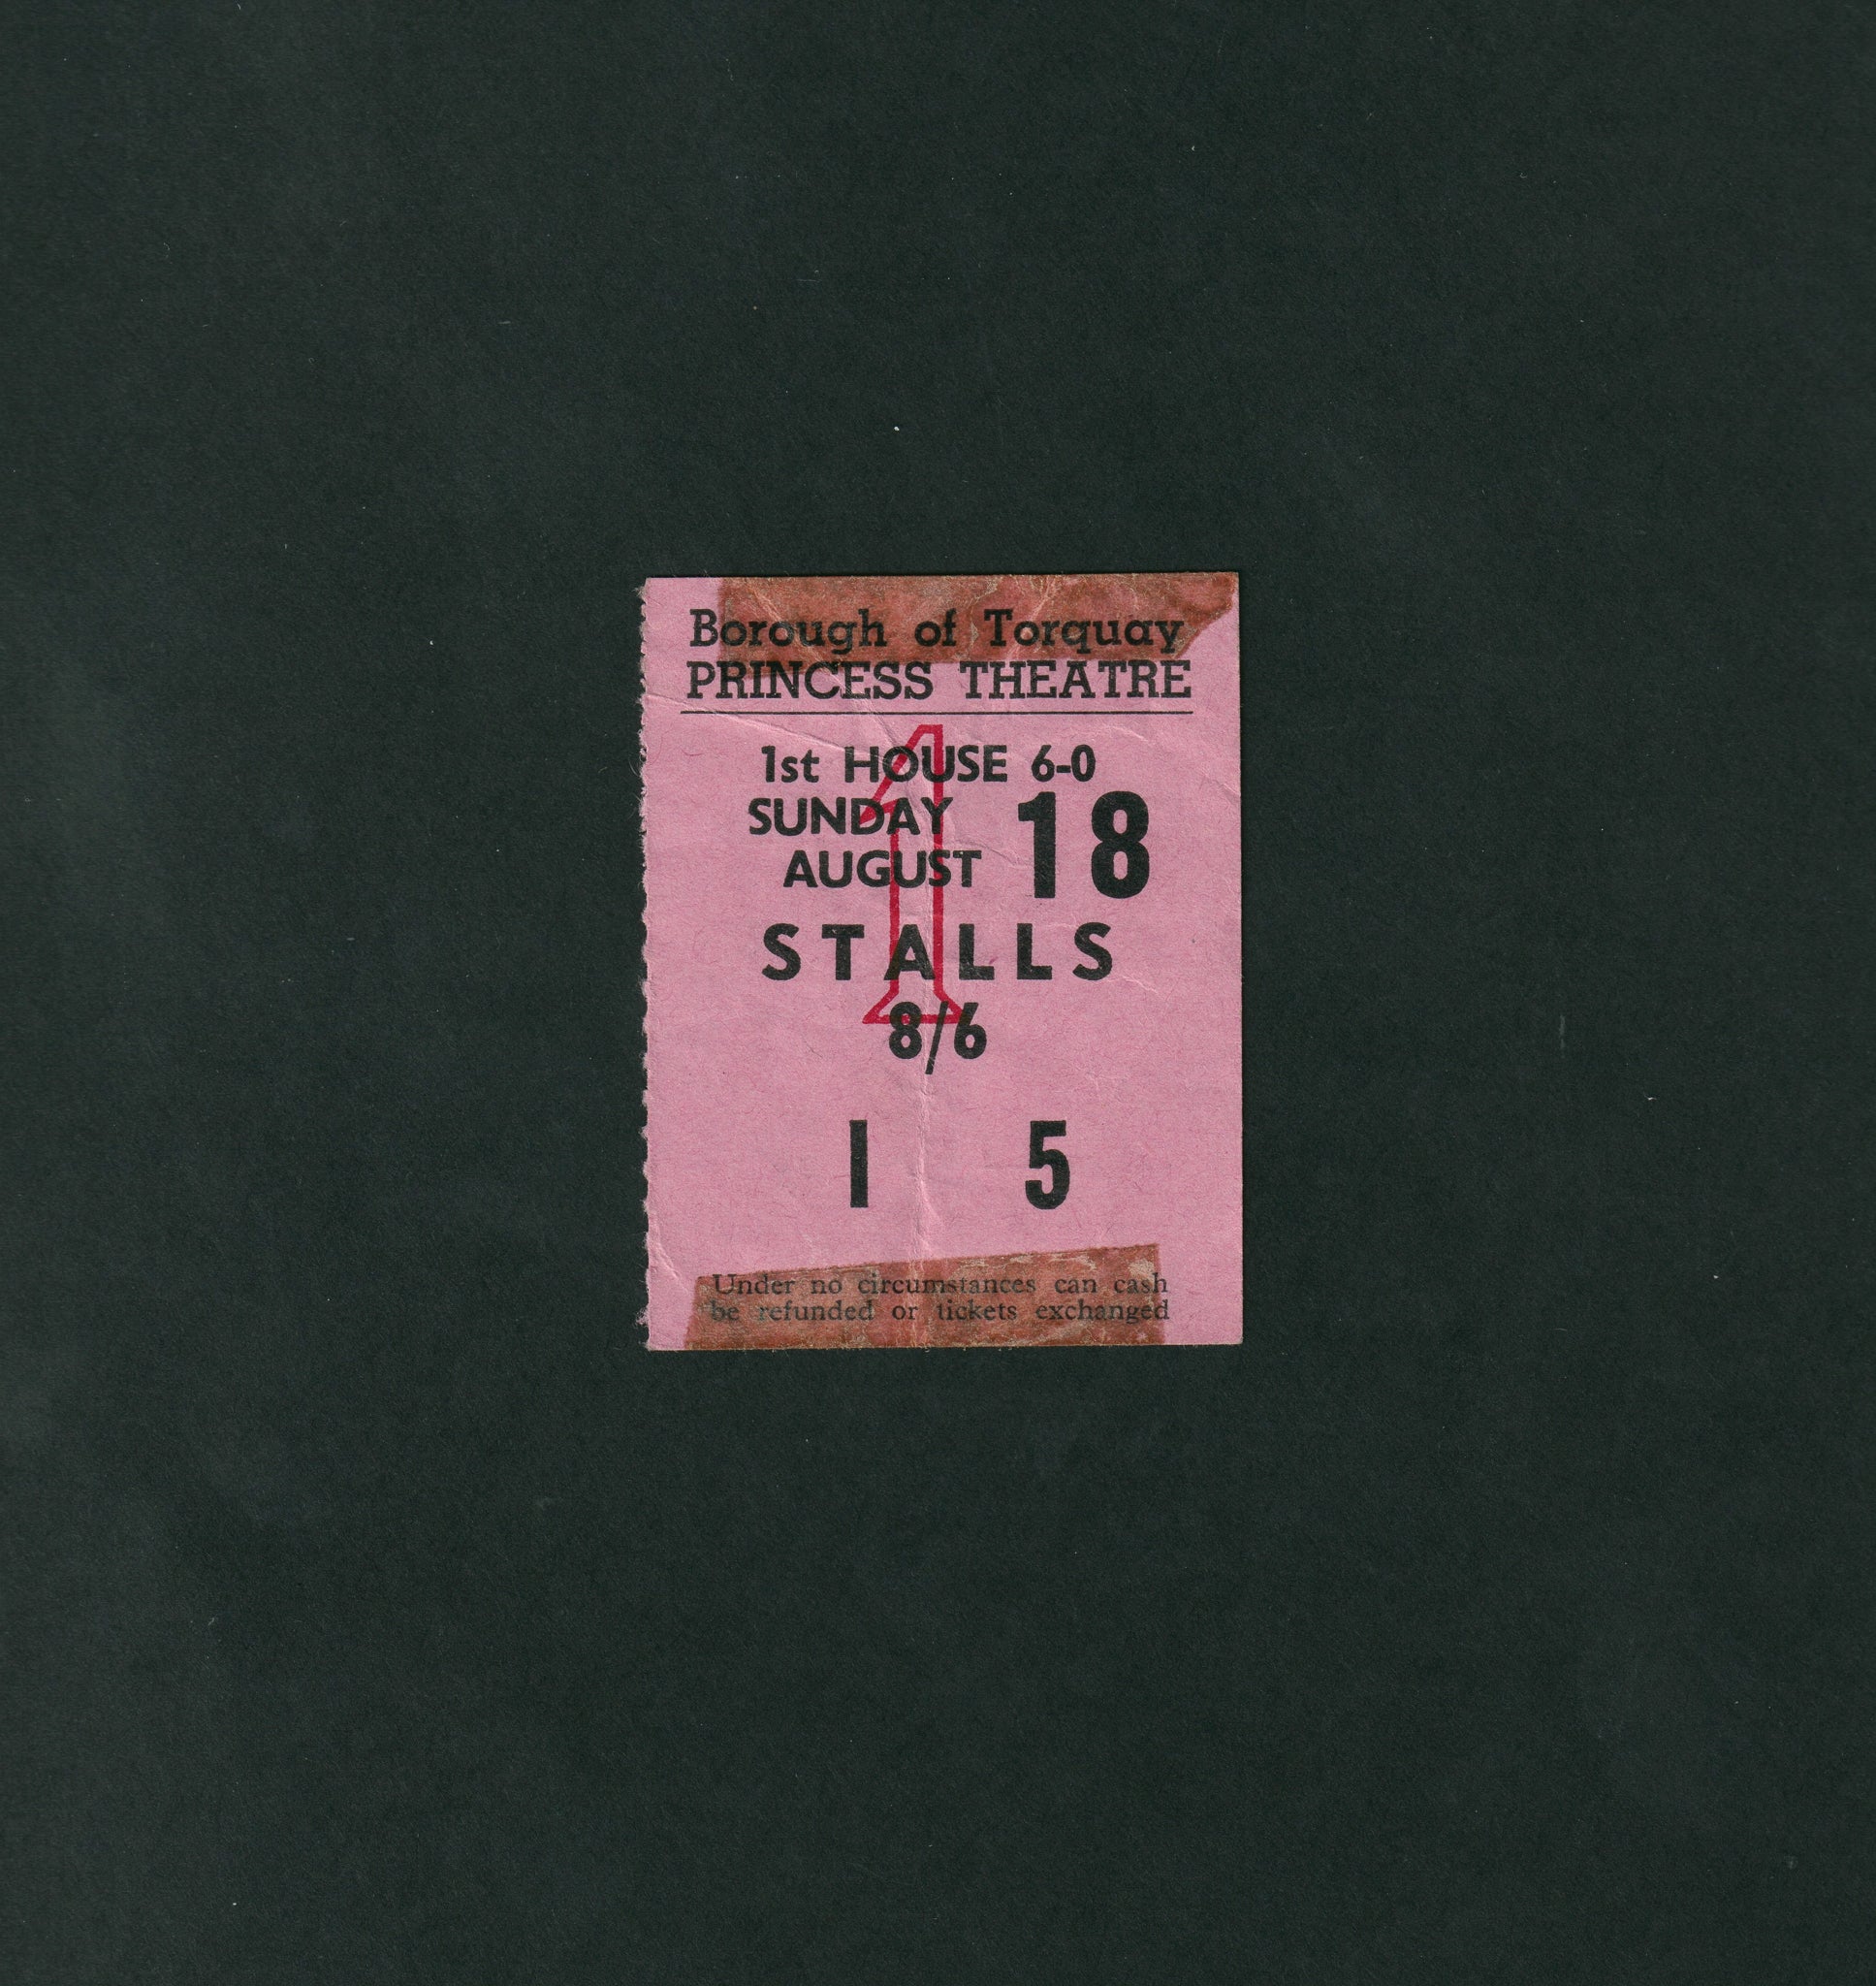 Borough of Torquay
PRINCESS THEATRE
1
1st HOUSE 6-0
SUNDAY
AUGUST
18
STALLS
8/6
I 5
Under no circumstances can cash
be refunded or tickets exchanged